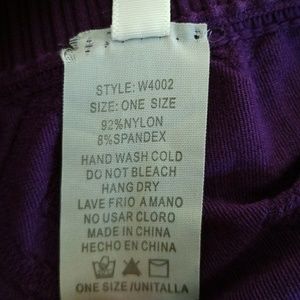 STYLE: W4002
SIZE: ONE SIZE
92%NYLON
8%SPANDEX
HAND WASH COLD
DO NOT BLEACH
HANG DRY
LAVE FRIO A MANO
NO USAR CLORO
MADE IN CHINA
HECHO EN CHINA
ONE SIZE/UNITALLA